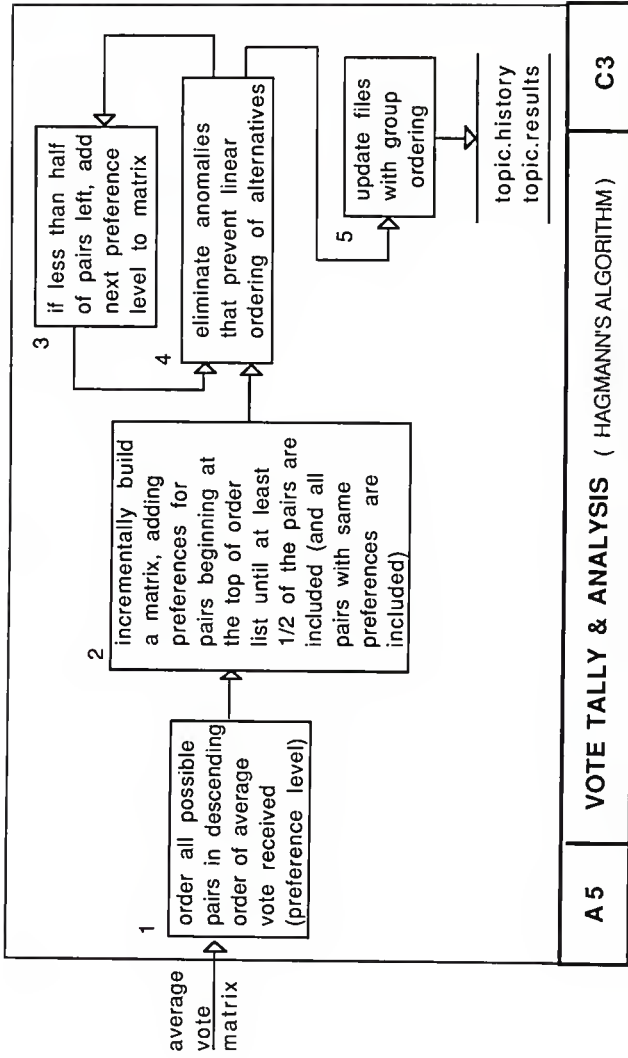 average
vote
matrix
1
order all possible
pairs in descending
order of average
vote received
(preference level)
2
incrementally build
a matrix, adding
preferences for
pairs beginning at
the top of order
list until at least
1/2 of the pairs are
included (and all
pairs with same
preferences are
included)
3
if less than half
of pairs left, add
next preference
level to matrix
4
eliminate anomalies
that prevent linear
ordering of alternatives
5
update files
with group
ordering
topic.history
topic.results
A5
VOTE TALLY & ANALYSIS ( HAGMANN'S ALGORITHM )
C3